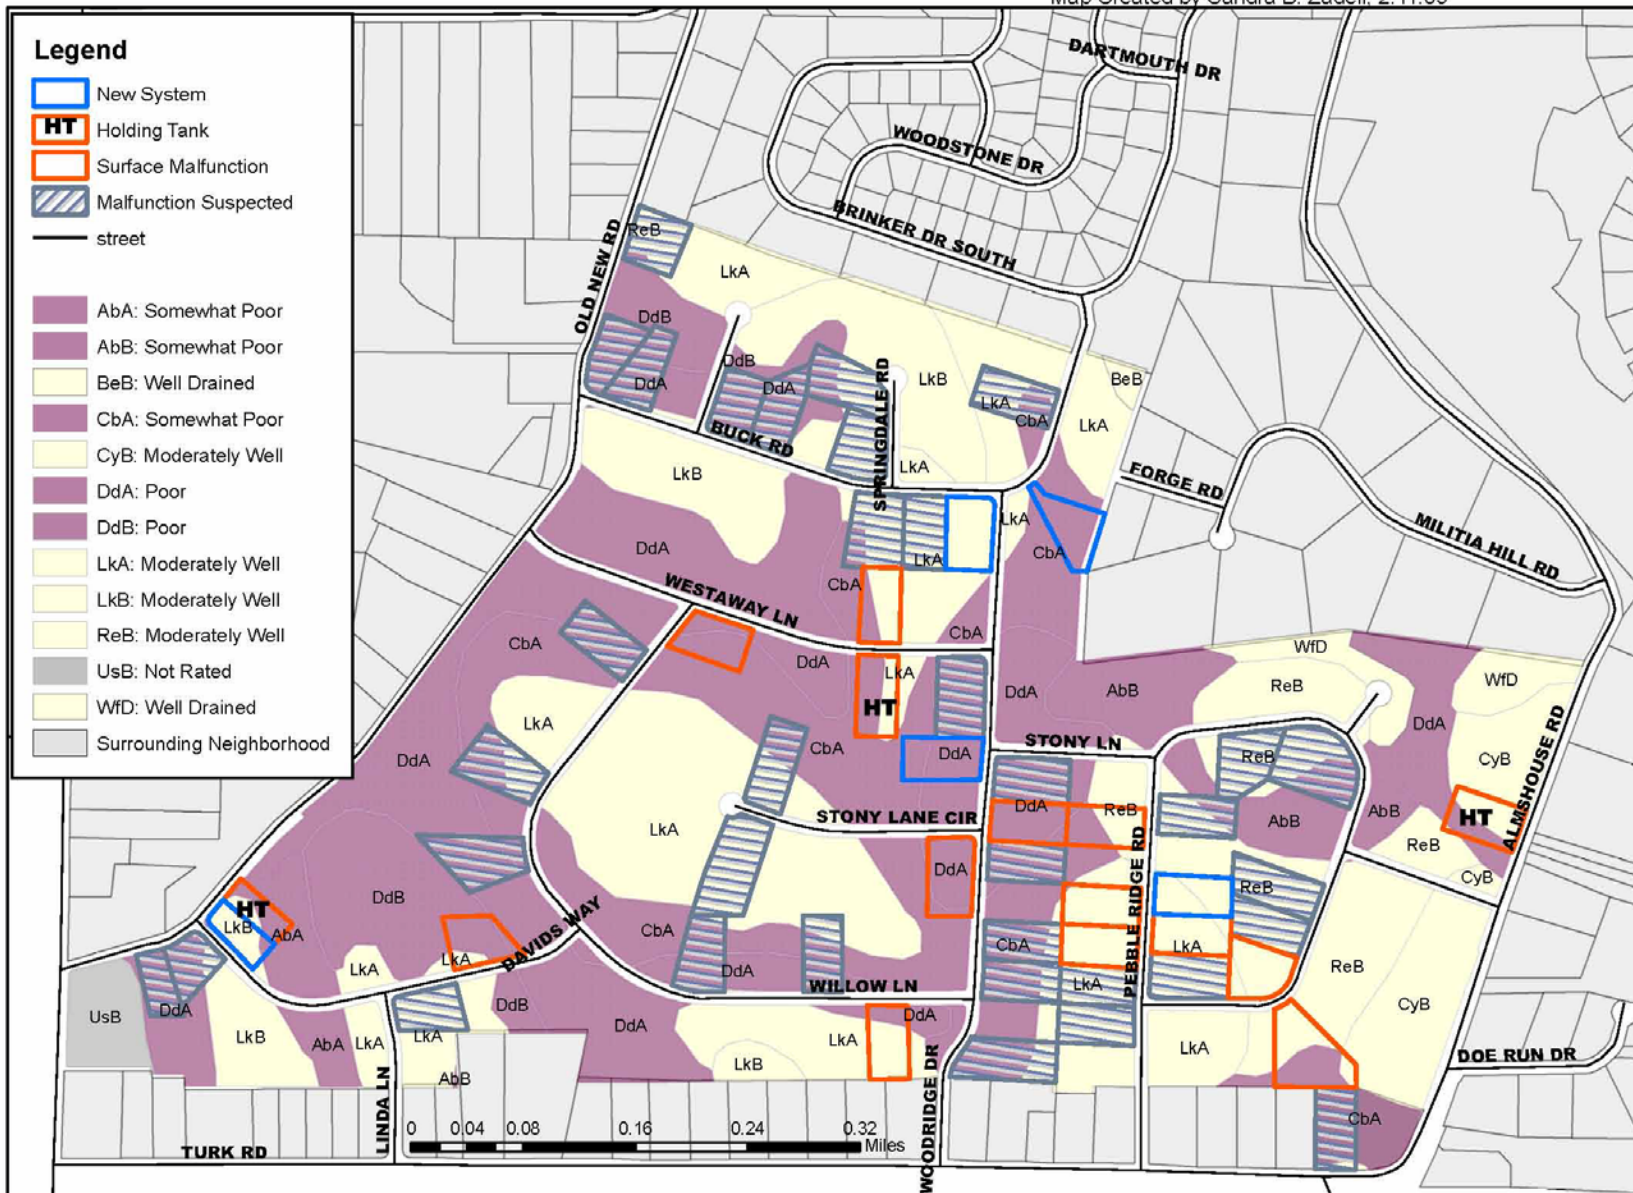 Map Created by Sandra B. Zadell, 2.11.09
Legend
New System
HT Holding Tank
Surface Malfunction
Malfunction Suspected
street
AbA: Somewhat Poor
AbB: Somewhat Poor
BeB: Well Drained
CbA: Somewhat Poor
CyB: Moderately Well
DdA: Poor
DdB: Poor
LkA: Moderately Well
LkB: Moderately Well
ReB: Moderately Well
UsB: Not Rated
WfD: Well Drained
Surrounding Neighborhood
DARTMOUTH DR
WOODSTONE DR
BRINKER DR SOUTH
OLD NEW RD
ReB
LkA
DdB
DdA
DdB
DdA
LkB
LkA
CbA
BeB
LkA
SPRINGDALE RD
BUCK RD
LkA
LkB
FORGE RD
MILITIA HILL RD
LkA
CbA
LkA
DdA
CbA
WESTAWAY LN
CbA
CbA
DdA
LkA
HT
DdA
AbB
WfD
ReB
WfD
DdA
LkA
DdA
CbA
DdA
STONY LN
ReB
CyB
ALMSHOUSE RD
STONY LANE CIR
LkA
DdA
ReB
AbB
AbB
HT
ReB
CyB
DdA
PEBBLE RIDGE RD
ReB
DdB
HT
LkB
AbA
CbA
DAVIDS WAY
LkA
LkA
DdA
CbA
LkA
LkA
ReB
WILLOW LN
CyB
UsB
DdA
LkB
AbA
LkA
LkA
DdB
DdA
LkA
DdA
LkB
LkA
AbB
DOE RUN DR
CbA
LINDA LN
WOODRIDGE DR
0 0.04 0.08 0.16 0.24 0.32
Miles
TURK RD